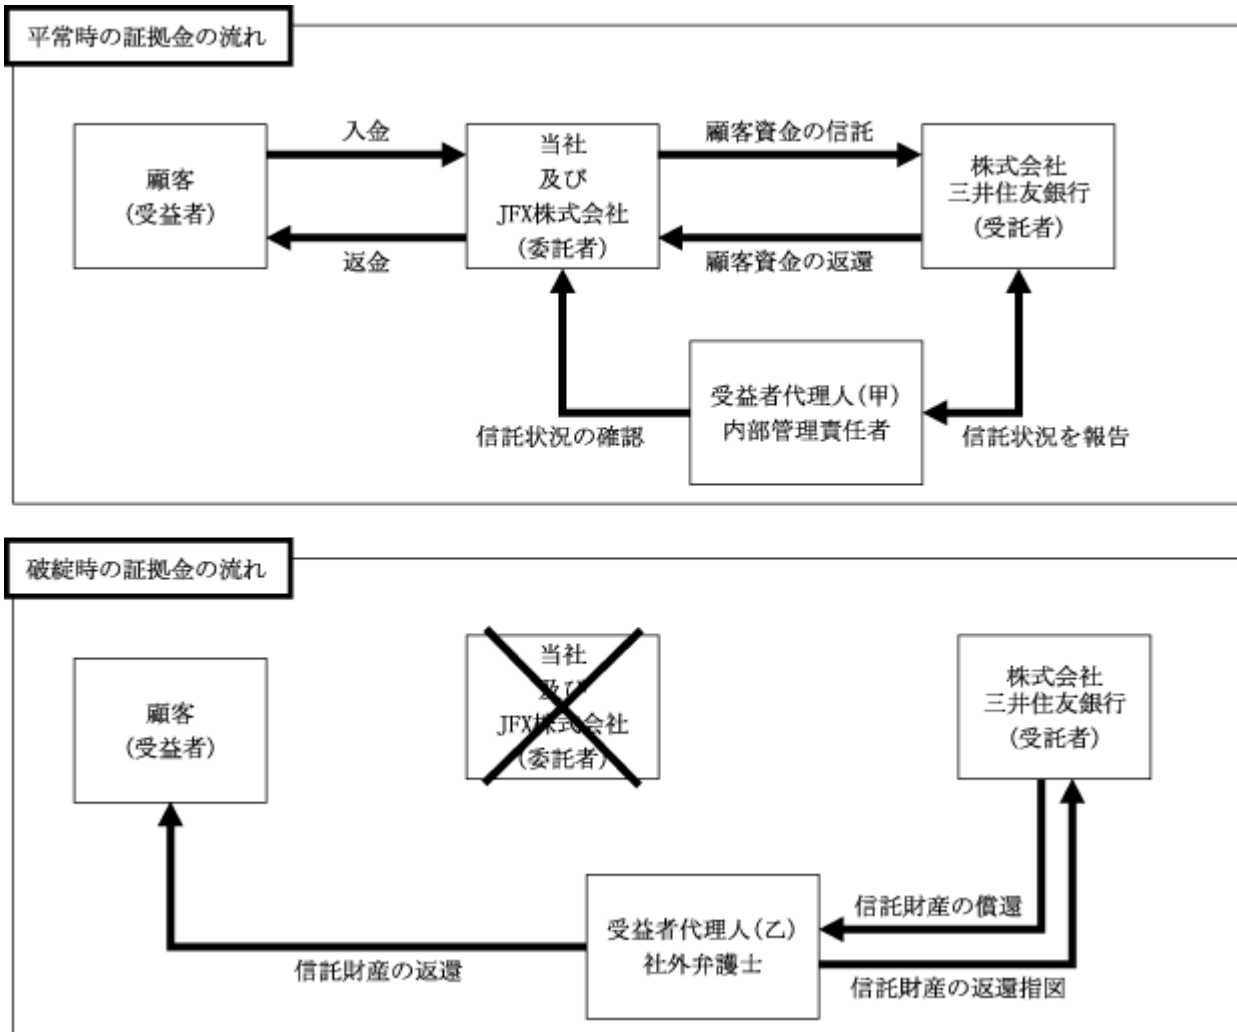 平常時の証拠金の流れ
顧客
(受益者)
入金
返金
当社
及び
JFX株式会社
(委託者)
顧客資金の信託
顧客資金の返還
株式会社
三井住友銀行
(受託者)
信託状況の確認
受益者代理人(甲)
内部管理責任者
信託状況を報告
破綻時の証拠金の流れ
顧客
(受益者)
当社
及び
JFX株式会社
(委託者)
株式会社
三井住友銀行
(受託者)
信託財産の返還
受益者代理人(乙)
社外弁護士
信託財産の償還
信託財産の返還指図